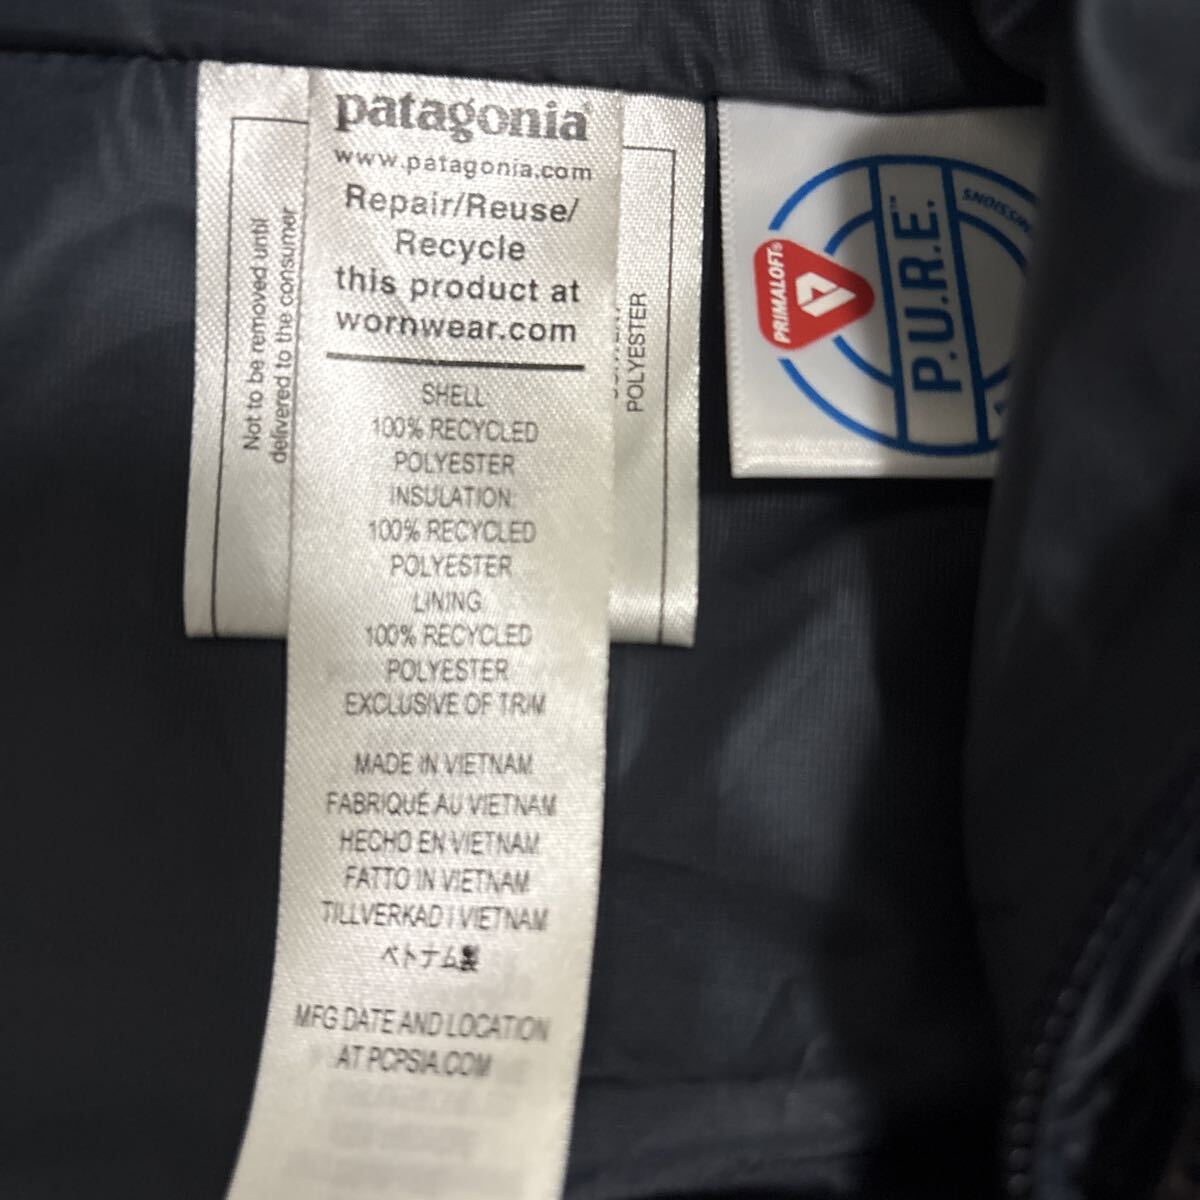 patagonia®
www.patagonia.com
Repair/Reuse/
Recycle
this product at
wornwear.com
SHELL
100% RECYCLED
POLYESTER
INSULATION:
100% RECYCLED
POLYESTER
LINING
100% RECYCLED
POLYESTER
EXCLUSIVE OF TRIM
MADE IN VIETNAM
FABRIQUÉ AU VIETNAM
HECHO EN VIETNAM
FATTO IN VIETNAM
TILLVERKAD I VIETNAM
ベトナム製
MFG DATE AND LOCATION
AT PCPSIA.COM
Not to be removed until
delivered to the consumer
POLYESTER
PRIMALOFT®
P.U.R.E.™